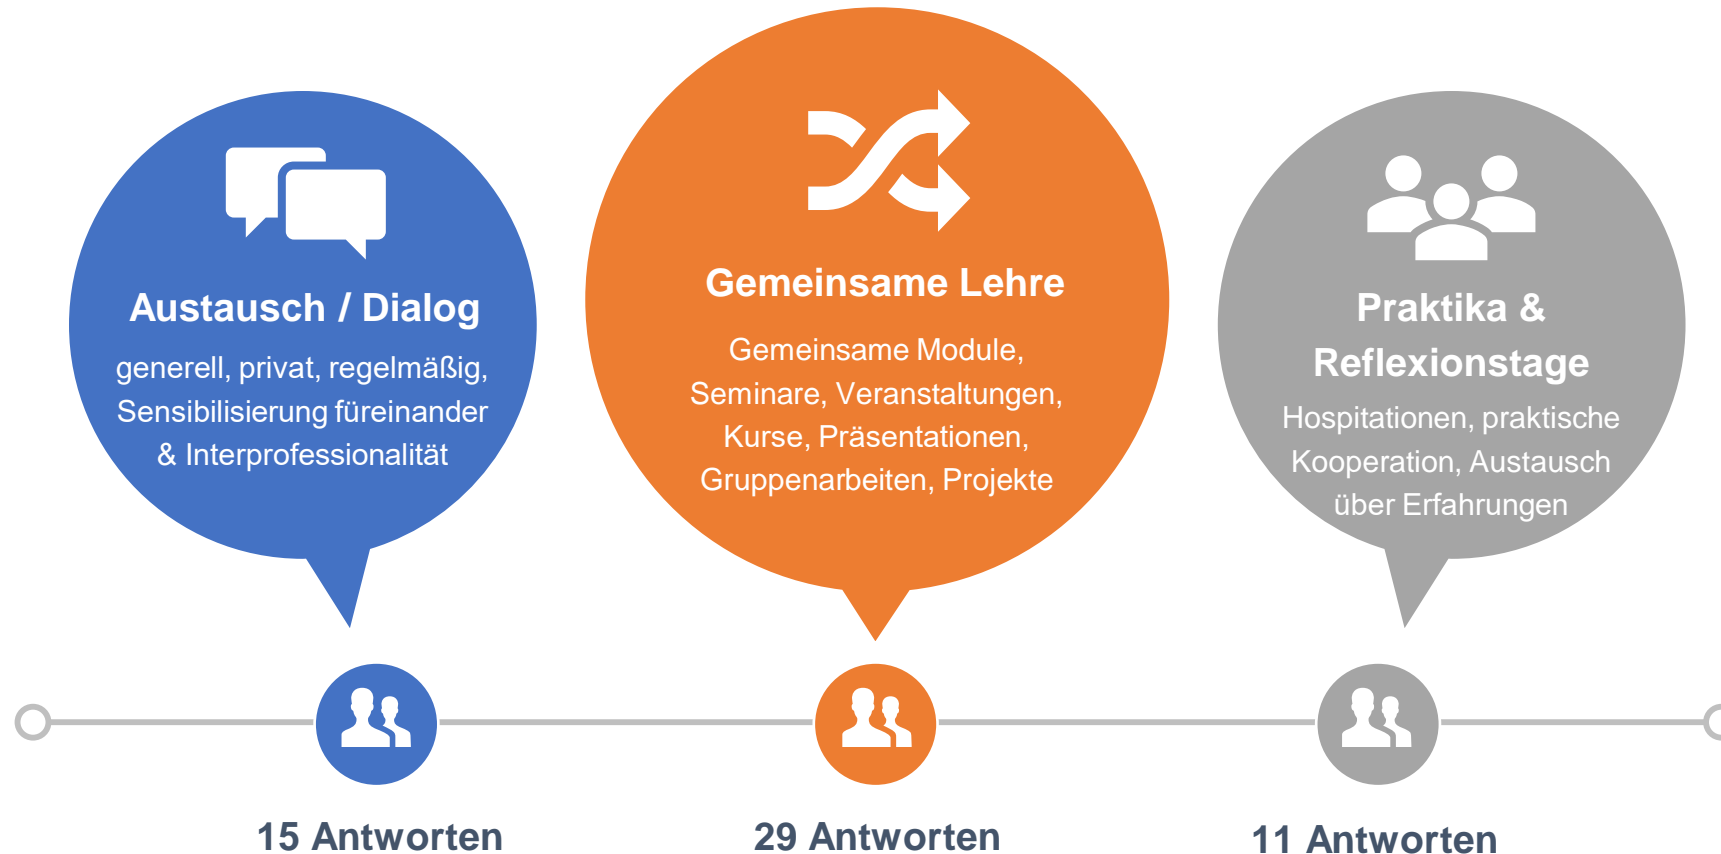 Austausch / Dialog
generell, privat, regelmäßig,
Sensibilisierung füreinander
& Interprofessionalität
15 Antworten
Gemeinsame Lehre
Gemeinsame Module,
Seminare, Veranstaltungen,
Kurse, Präsentationen,
Gruppenarbeiten, Projekte
29 Antworten
Praktika &
Reflexionstage
Hospitationen, praktische
Kooperation, Austausch
über Erfahrungen
11 Antworten